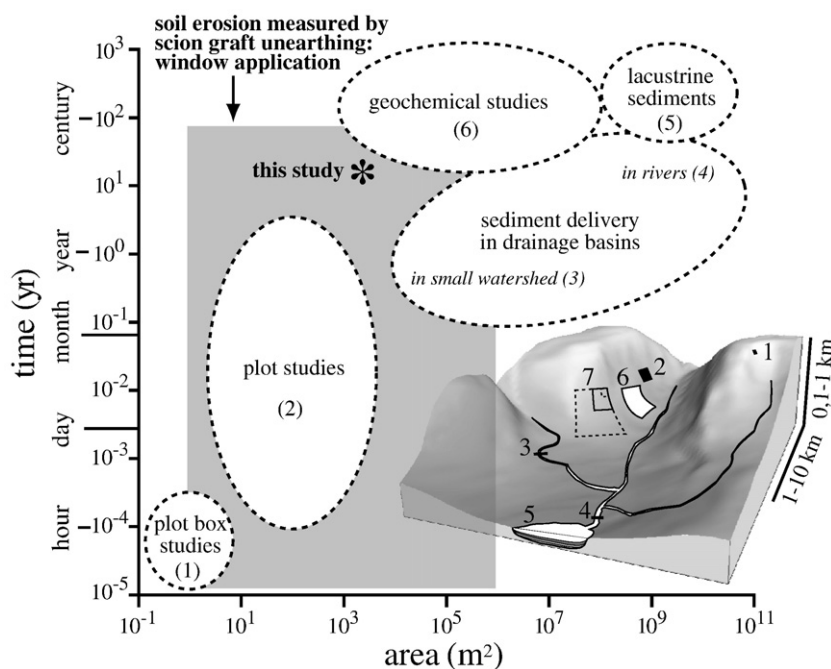 soil erosion measured by
scion graft unearthing:
window application
10³
century
10²
geochemical studies
(6)
lacustrine
sediments
(5)
this study *
10¹
in rivers (4)
sediment delivery
in drainage basins
year
10⁰
in small watershed (3)
time (yr)
month
10⁻¹
plot studies
(2)
10⁻²
day
10⁻³
hour
10⁻⁴
plot box
studies
(1)
10⁻⁵
1
2
6
7
3
5
4
0,1-1 km
1-10 km
10⁻¹ 10¹ 10³ 10⁵ 10⁷ 10⁹ 10¹¹
area (m²)